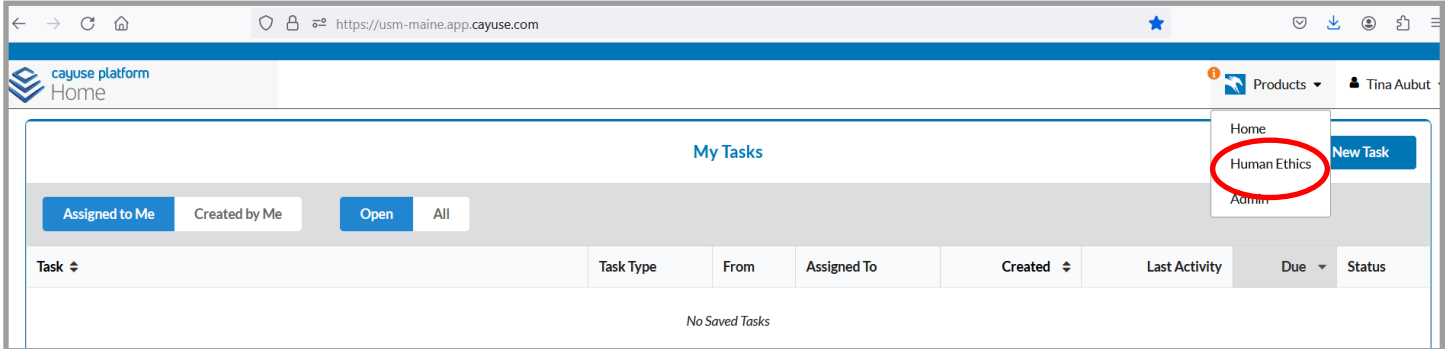 https://usm-maine.app.cayuse.com
cayuse platform
Home
Products
Tina Aubut
Home
Human Ethics
Admin
My Tasks
New Task
Assigned to Me Created by Me Open All
Task Task Type From Assigned To Created Last Activity Due Status
No Saved Tasks